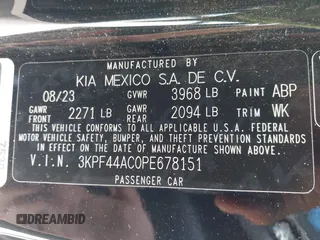 MANUFACTURED BY
KIA MEXICO S.A. DE C.V.
08/23 GVWR 3968 LB PAINT ABP
GAWR FRONT 2271 LB GAWR REAR 2094 LB TRIM WK
THIS VEHICLE CONFORMS TO ALL APPLICABLE U.S.A. FEDERAL
MOTOR VEHICLE SAFETY, BUMPER, AND THEFT PREVENTION STANDARDS
IN EFFECT ON THE DATE OF MANUFACTURE SHOWN ABOVE.
V.I.N. 3KPF44AC0PE678151
PASSENGER CAR
DREAMBID